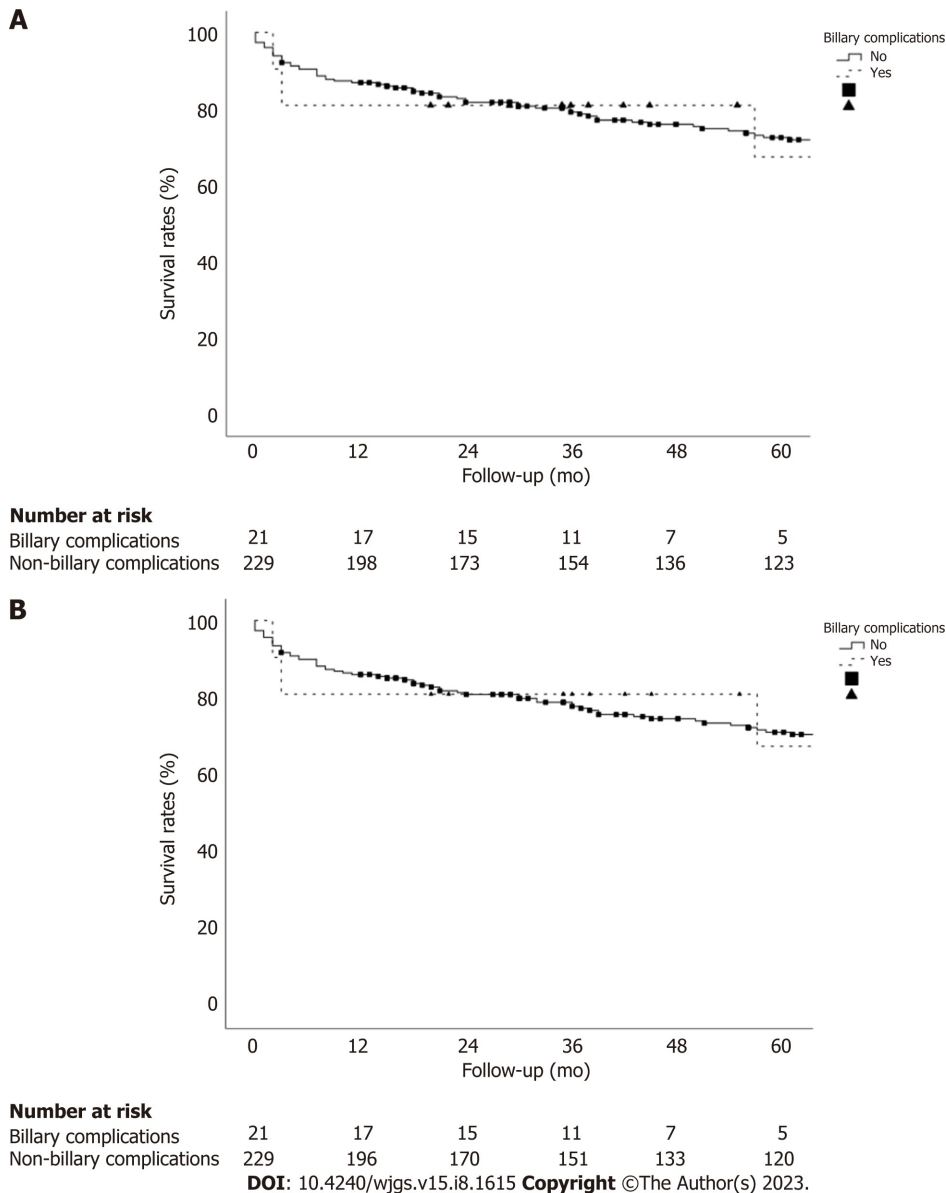 A
Billary complications
No
Yes
100
80
60
40
20
0
Survival rates (%)
0 12 24 36 48 60
Follow-up (mo)
Number at risk
Billary complications 21 17 15 11 7 5
Non-billary complications 229 198 173 154 136 123
B
Billary complications
No
Yes
100
80
60
40
20
0
Survival rates (%)
0 12 24 36 48 60
Follow-up (mo)
Number at risk
Billary complications 21 17 15 11 7 5
Non-billary complications 229 196 170 151 133 120
DOI: 10.4240/wjgs.v15.i8.1615 Copyright ©The Author(s) 2023.